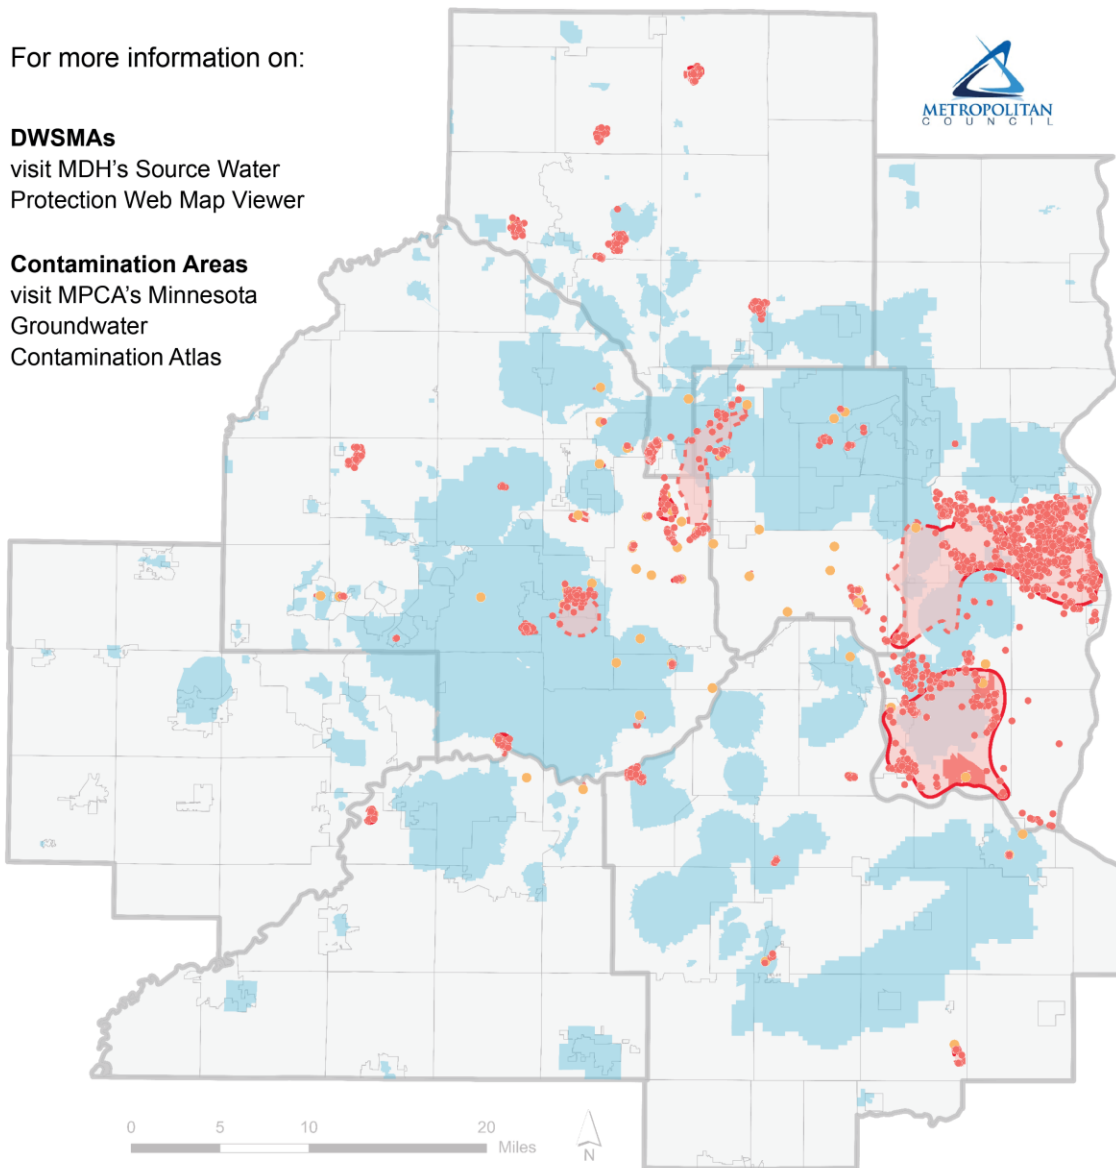 For more information on:
DWSMAs
visit MDH's Source Water
Protection Web Map Viewer
Contamination Areas
visit MPCA's Minnesota
Groundwater
Contamination Atlas
METROPOLITAN
COUNCIL
0 5 10 20
Miles
N